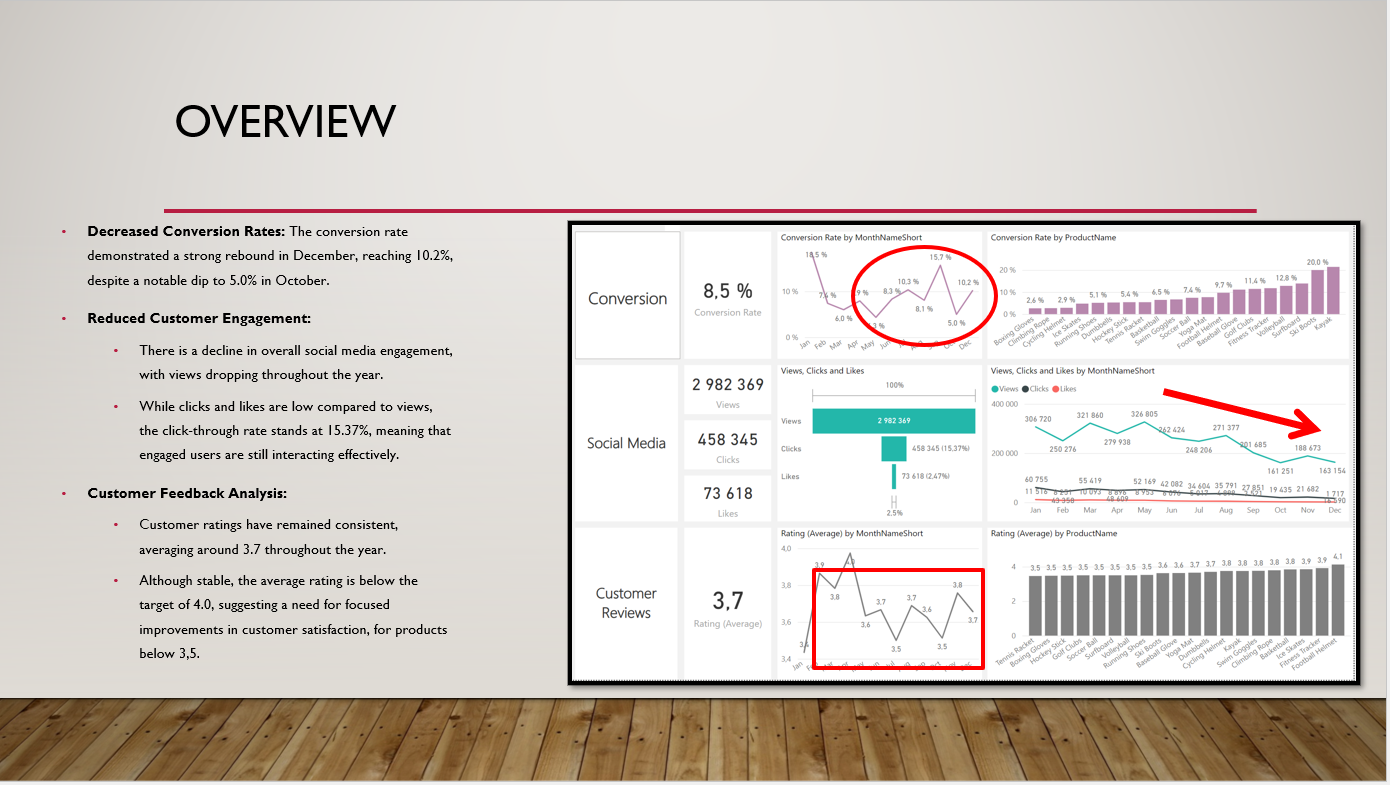 OVERVIEW
• Decreased Conversion Rates: The conversion rate
demonstrated a strong rebound in December, reaching 10.2%,
despite a notable dip to 5.0% in October.
• Reduced Customer Engagement:
• There is a decline in overall social media engagement,
with views dropping throughout the year.
• While clicks and likes are low compared to views,
the click-through rate stands at 15.37%, meaning that
engaged users are still interacting effectively.
• Customer Feedback Analysis:
• Customer ratings have remained consistent,
averaging around 3.7 throughout the year.
• Although stable, the average rating is below the
target of 4.0, suggesting a need for focused
improvements in customer satisfaction, for products
below 3,5.
Conversion
8,5 %
Conversion Rate
Conversion Rate by MonthNameShort
15,7 %
10,3 %
10,2 %
8,3 %
8,1 %
6,0 %
5,0 %
10 %
0 %
Jan Feb Mar Apr May Dec
Conversion Rate by ProductName
20 %
10 %
0 %
2,6 % 2,9 % 5,1 % 5,4 % 6,5 % 7,4 % 9,7 % 11,4 % 12,8 % 20,0 %
Boxing Gloves
Climbing Rope
Cycling Helmet
Ice Skates
Running Shoes
Dumbbells
Hockey Stick
Tennis Racket
Basketball
Swim Goggles
Soccer Ball
Yoga Mat
Football Helmet
Baseball Glove
Golf Clubs
Fitness Tracker
Volleyball
Surfboard
Ski Boots
Kayak
Social Media
2 982 369
Views
458 345
Clicks
73 618
Likes
Views, Clicks and Likes
100%
Views
2 982 369
Clicks
458 345 (15,37%)
Likes
73 618 (2,47%)
2.5%
Views, Clicks and Likes by MonthNameShort
Views Clicks Likes
400 000
200 000
0
306 720
250 276
321 860
279 938
326 805
262 424
248 206
271 377
201 685
161 251
188 673
163 154
60 755 55 419 52 169 42 082 34 604 35 791 27 851 19 435 21 682
11 516 10 093 8 953 1 717
Jan Feb Mar Apr May Jun Jul Aug Sep Oct Nov Dec
Customer
Reviews
3,7
Rating (Average)
Rating (Average) by MonthNameShort
4,0
3,8
3,6
3,4
3,9
3,8
3,6
3,7
3,5
3,7
3,6
3,5
3,8
3,7
Jan
Rating (Average) by ProductName
4
2
0
3,5 3,5 3,5 3,5 3,5 3,5 3,5 3,5 3,6 3,6 3,7 3,7 3,8 3,8 3,8 3,8 3,8 3,9 3,9 4,1
Tennis Racket
Boxing Gloves
Hockey Stick
Golf Clubs
Soccer Ball
Surfboard
Volleyball
Running Shoes
Ski Boots
Baseball Glove
Yoga Mat
Dumbbells
Cycling Helmet
Kayak
Swim Goggles
Climbing Rope
Basketball
Ice Skates
Fitness Tracker
Football Helmet